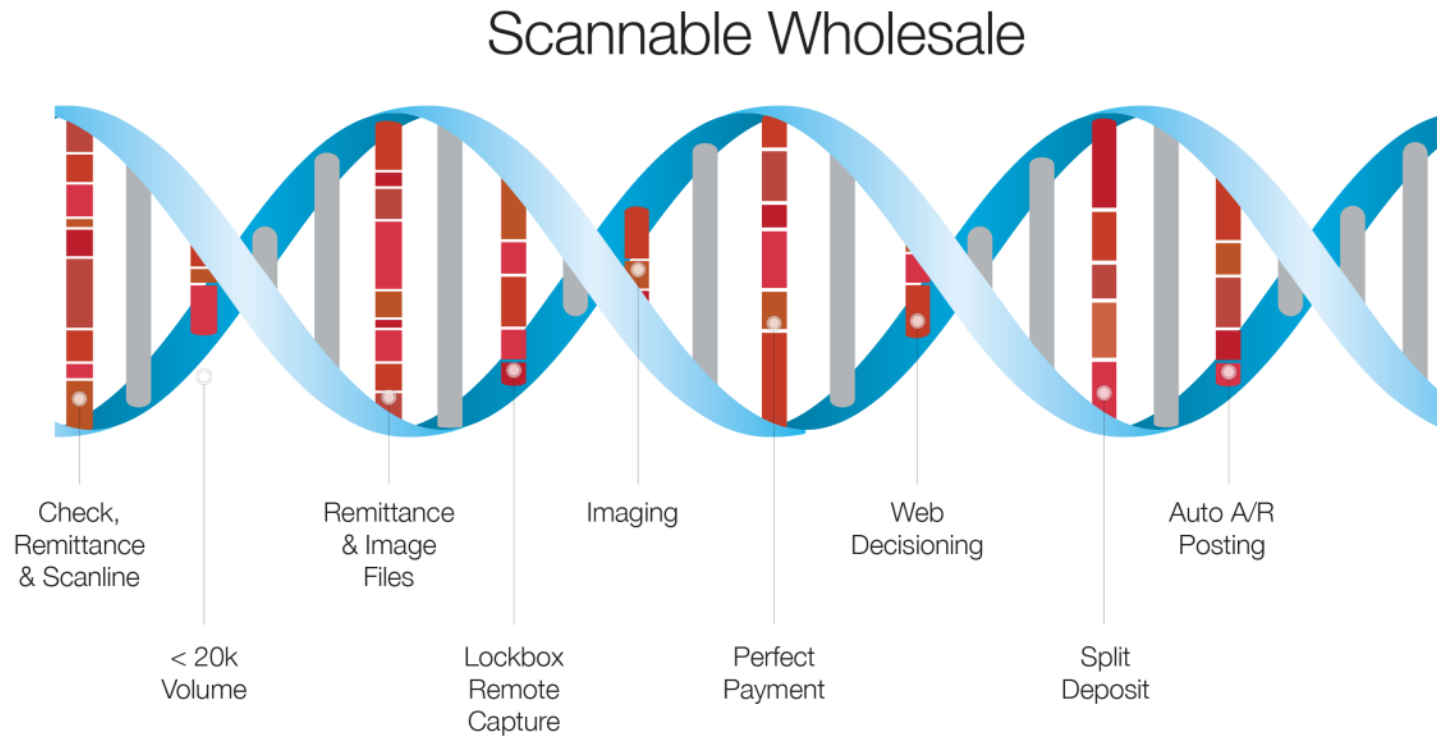 Scannable Wholesale
Check,
Remittance
& Scanline
< 20k
Volume
Remittance
& Image
Files
Lockbox
Remote
Capture
Imaging
Perfect
Payment
Web
Decisioning
Split
Deposit
Auto A/R
Posting